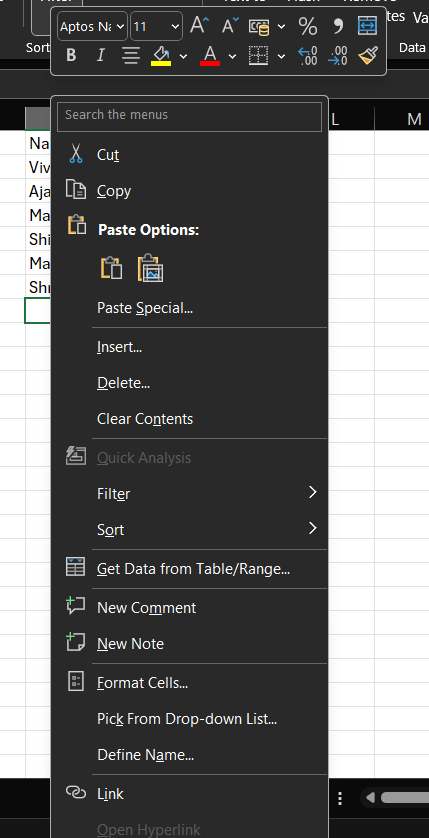 Aptos Na 11
% 9
B I A .00
Sort
tes Va
Data
Search the menus
L M
Na
Cut
Viv
Aja
Copy
Ma
Paste Options:
Shi
Ma
Shr
Paste Special...
Insert...
Delete...
Clear Contents
Quick Analysis
Filter
Sort
Get Data from Table/Range...
New Comment
New Note
Format Cells...
Pick From Drop-down List...
Define Name...
Link
Open Hyperlink